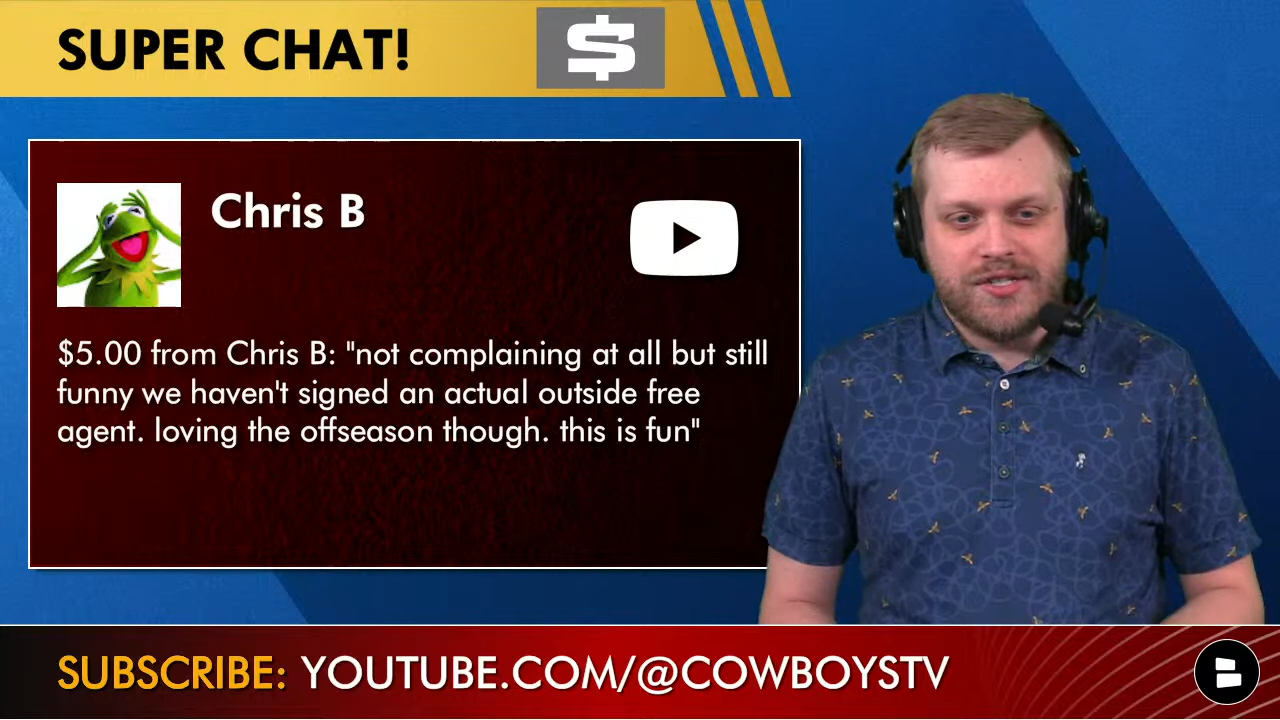 SUPER CHAT!
$
Chris B
$5.00 from Chris B: "not complaining at all but still
funny we haven't signed an actual outside free
agent. loving the offseason though. this is fun"
SUBSCRIBE: YOUTUBE.COM/@COWBOYSTV